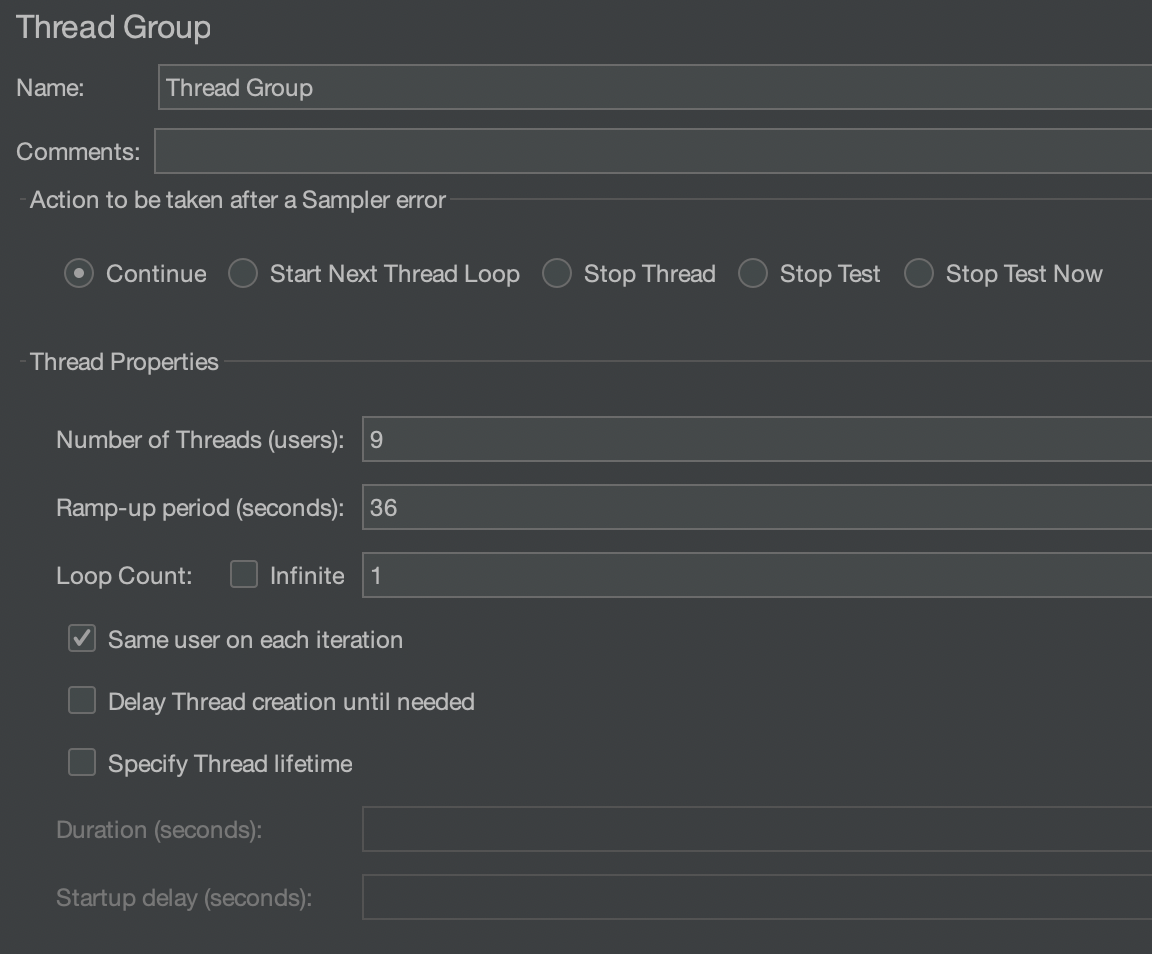 Thread Group
Name: Thread Group
Comments:
Action to be taken after a Sampler error
Continue Start Next Thread Loop Stop Thread Stop Test Stop Test Now
Thread Properties
Number of Threads (users): 9
Ramp-up period (seconds): 36
Loop Count: Infinite 1
Same user on each iteration
Delay Thread creation until needed
Specify Thread lifetime
Duration (seconds):
Startup delay (seconds):